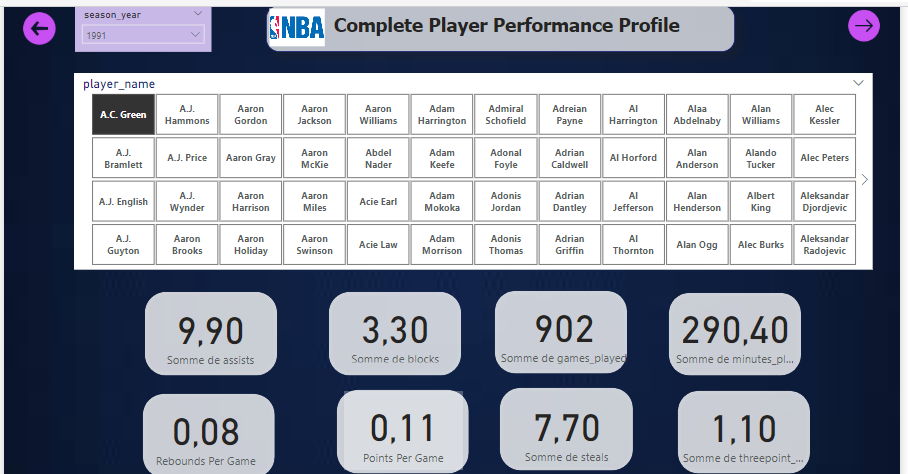 season_year
1991
NBA
Complete Player Performance Profile
player_name
A.C. Green
A.J.
Hammons
Aaron
Gordon
Aaron
Jackson
Aaron
Williams
Adam
Harrington
Admiral
Schofield
Adreian
Payne
Al
Harrington
Alaa
Abdelnaby
Alan
Williams
Alec
Kessler
A.J.
Bramlett
A.J. Price
Aaron Gray
Aaron
McKie
Abdel
Nader
Adam
Keefe
Adonal
Foyle
Adrian
Caldwell
Al Horford
Alan
Anderson
Alando
Tucker
Alec Peters
A.J. English
A.J.
Wynder
Aaron
Harrison
Aaron
Miles
Acie Earl
Adam
Mokoka
Adonis
Jordan
Adrian
Dantley
Al
Jefferson
Alan
Henderson
Albert
King
Aleksandar
Djordjevic
A.J.
Guyton
Aaron
Brooks
Aaron
Holiday
Aaron
Swinson
Acie Law
Adam
Morrison
Adonis
Thomas
Adrian
Griffin
Al
Thornton
Alan Ogg
Alec Burks
Aleksandar
Radojevic
9,90
Somme de assists
3,30
Somme de blocks
902
Somme de games_played
290,40
Somme de minutes_pl...
0,08
Rebounds Per Game
0,11
Points Per Game
7,70
Somme de steals
1,10
Somme de threepoint_...